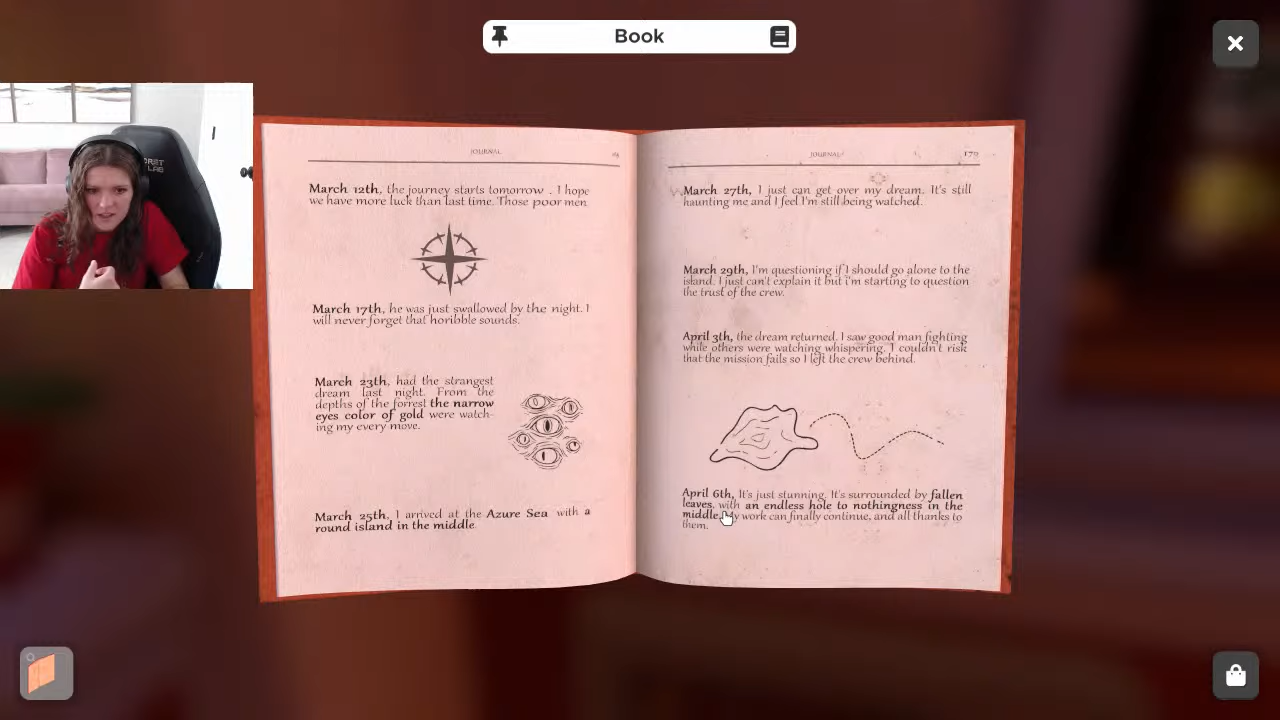 Book
JOURNAL
March 12th, the journey starts tomorrow . I hope
we have more luck than last time. Those poor men.
March 17th, he was just swallowed by the night. I
will never forget that horibble sounds.
March 23th, had the strangest
dream last night. From the
depths of the forrest the narrow
eyes color of gold were watch-
ing my every move.
March 25th, I arrived at the Azure Sea with a
round island in the middle.
JOURNAL
170
March 27th, I just can get over my dream. It's still
haunting me and I feel I'm still being watched.
March 29th, I'm questioning if I should go alone to the
island. I just can't explain it but i'm starting to question
the trust of the crew.
April 3th, the dream returned. I saw good man fighting
while others were watching whispering. I couldn't risk
that the mission fails so I left the crew behind.
April 6th, It's just stunning. It's surrounded by fallen
leaves, with an endless hole to nothingness in the
middle. My work can finally continue, and all thanks to
them.